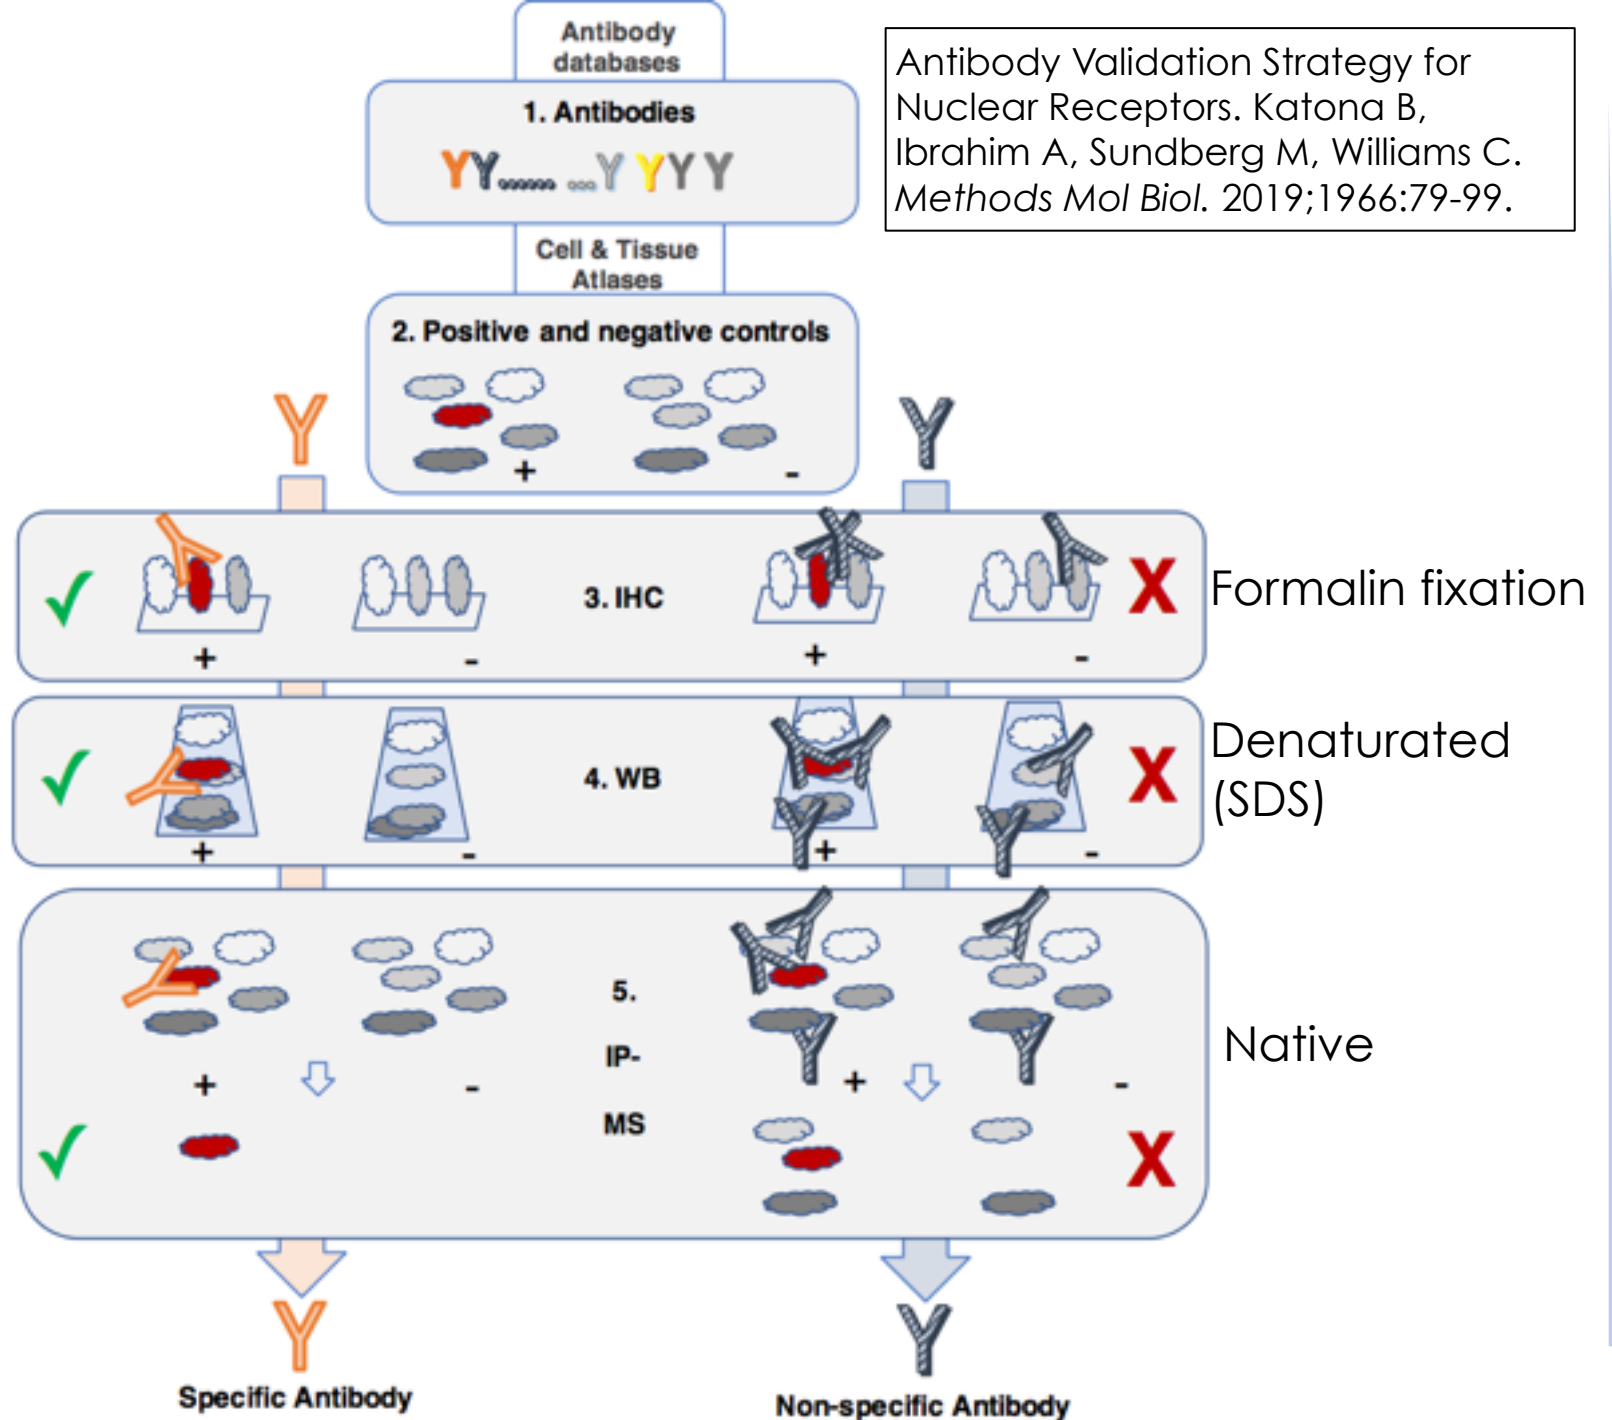 Antibody
databases
Antibody Validation Strategy for
Nuclear Receptors. Katona B,
Ibrahim A, Sundberg M, Williams C.
Methods Mol Biol. 2019;1966:79-99.
1. Antibodies
Cell & Tissue
Atlases
2. Positive and negative controls
+ -
3. IHC
+ - + -
X
Formalin fixation
4. WB
+ - + -
X
Denaturated
(SDS)
5.
IP-
MS
+ - + -
X
Native
Specific Antibody
Non-specific Antibody